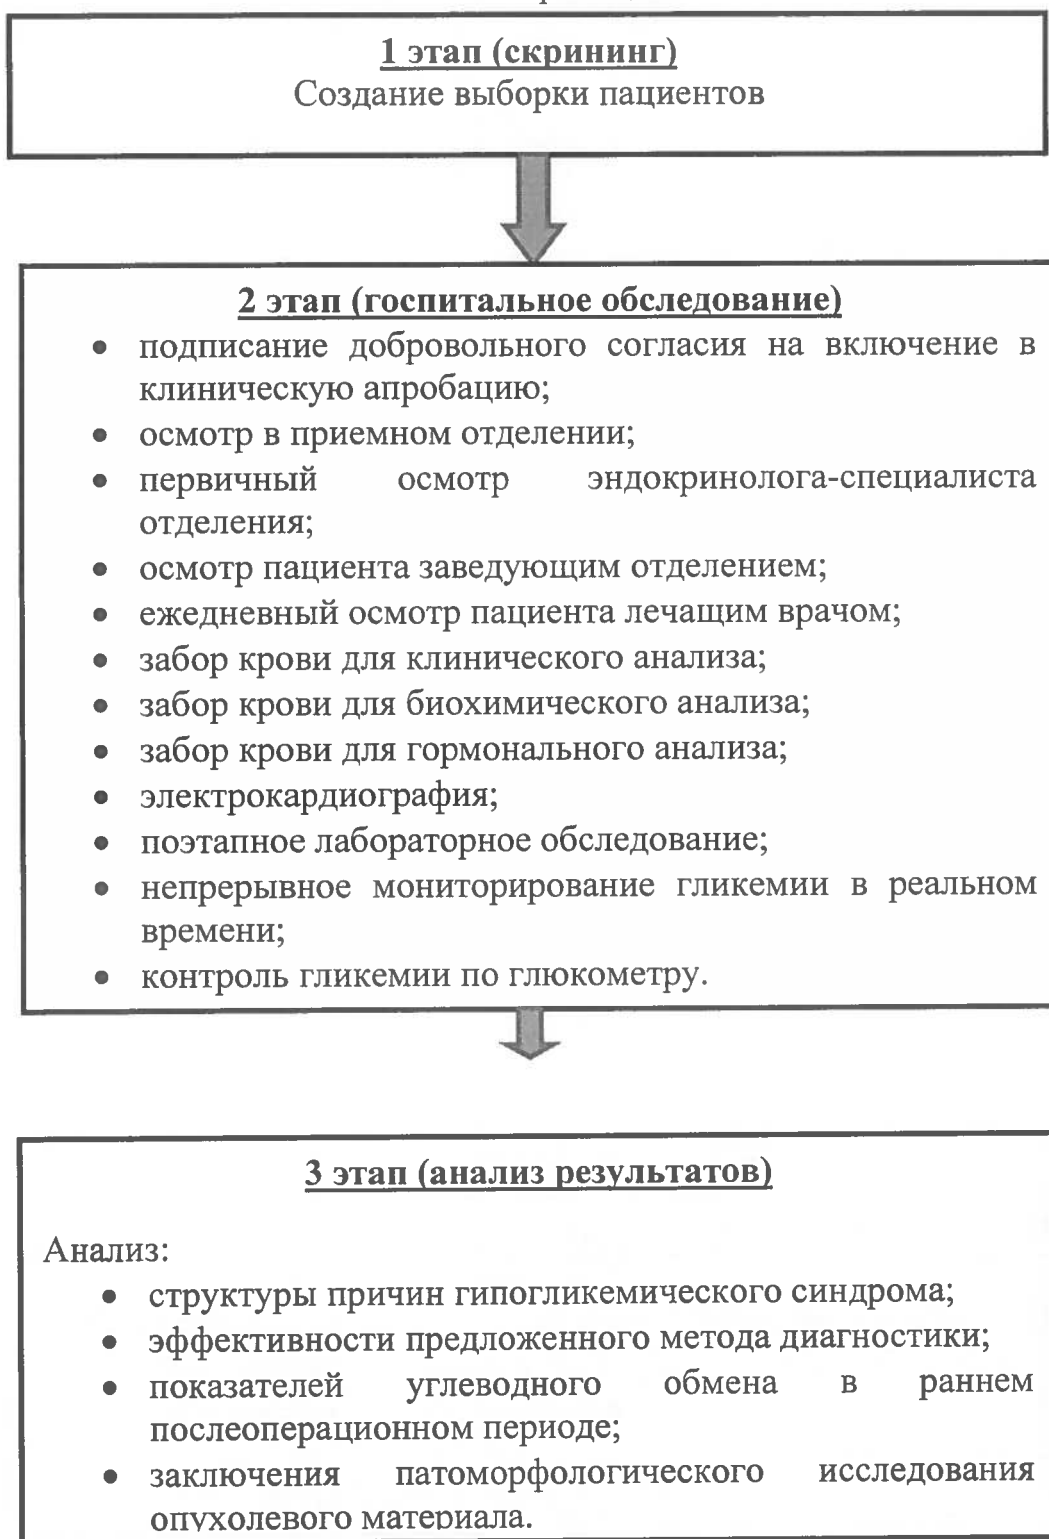 1 этап (скрининг)
Создание выборки пациентов
2 этап (госпитальное обследование)
• подписание добровольного согласия на включение в
клиническую апробацию;
• осмотр в приемном отделении;
• первичный осмотр эндокринолога-специалиста
отделения;
• осмотр пациента заведующим отделением;
• ежедневный осмотр пациента лечащим врачом;
• забор крови для клинического анализа;
• забор крови для биохимического анализа;
• забор крови для гормонального анализа;
• электрокардиография;
• поэтапное лабораторное обследование;
• непрерывное мониторирование гликемии в реальном
времени;
• контроль гликемии по глюкометру.
3 этап (анализ результатов)
Анализ:
• структуры причин гипогликемического синдрома;
• эффективности предложенного метода диагностики;
• показателей углеводного обмена в раннем
послеоперационном периоде;
• заключения патоморфологического исследования
опухолевого материала.